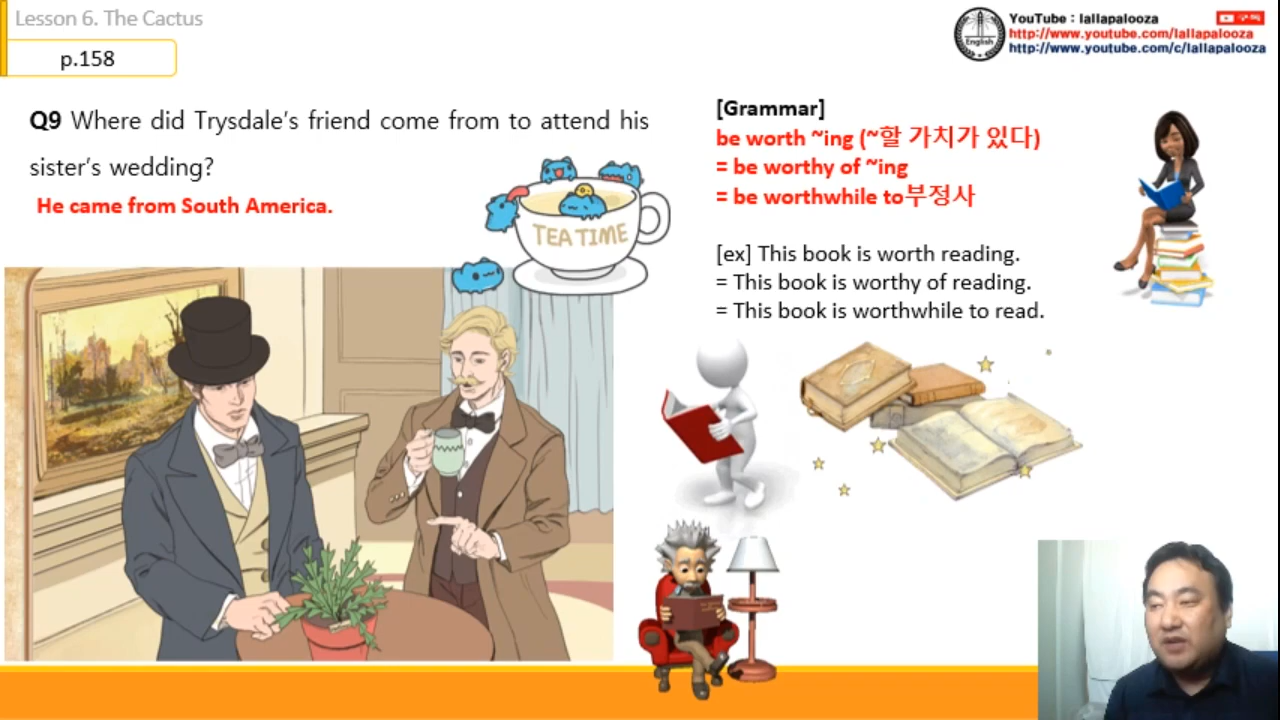 Lesson 6. The Cactus
p.158
YouTube : lallapalooza
http://www.youtube.com/lallapalooza
http://www.youtube.com/c/lallapalooza
English
Q9 Where did Trysdale's friend come from to attend his
sister's wedding?
He came from South America.
TEA TIME
[Grammar]
be worth ~ing (~할 가치가 있다)
= be worthy of ~ing
= be worthwhile to부정사
[ex] This book is worth reading.
= This book is worthy of reading.
= This book is worthwhile to read.